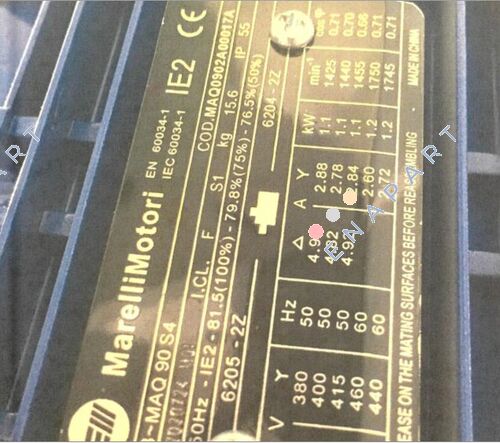 MarelliMotori EN 60034-1 IE2 CE
IEC 60034-1
MAQ 90 S4 COD.MAQ0902A00017A
I.CL. F S1 kg 15.6 IP 55
50Hz - IE2 - 81.5(100%) - 79.8%(75%) - 76.5%(50%)
6205 - 2Z 6204 - 2Z
V Y Hz Δ A Y kW min-1 cosφ
380 50 2.88 1.1 1425 0.71
400 50 4.82 2.78 1.1 1440 0.70
415 50 4.92 2.84 1.1 1455 0.66
460 60 2.60 1.2 1750 0.71
440 60 2.72 1.2 1745 0.71
EASE ON THE MATING SURFACES BEFORE REASSEMBLING MADE IN CHINA
ENAPART